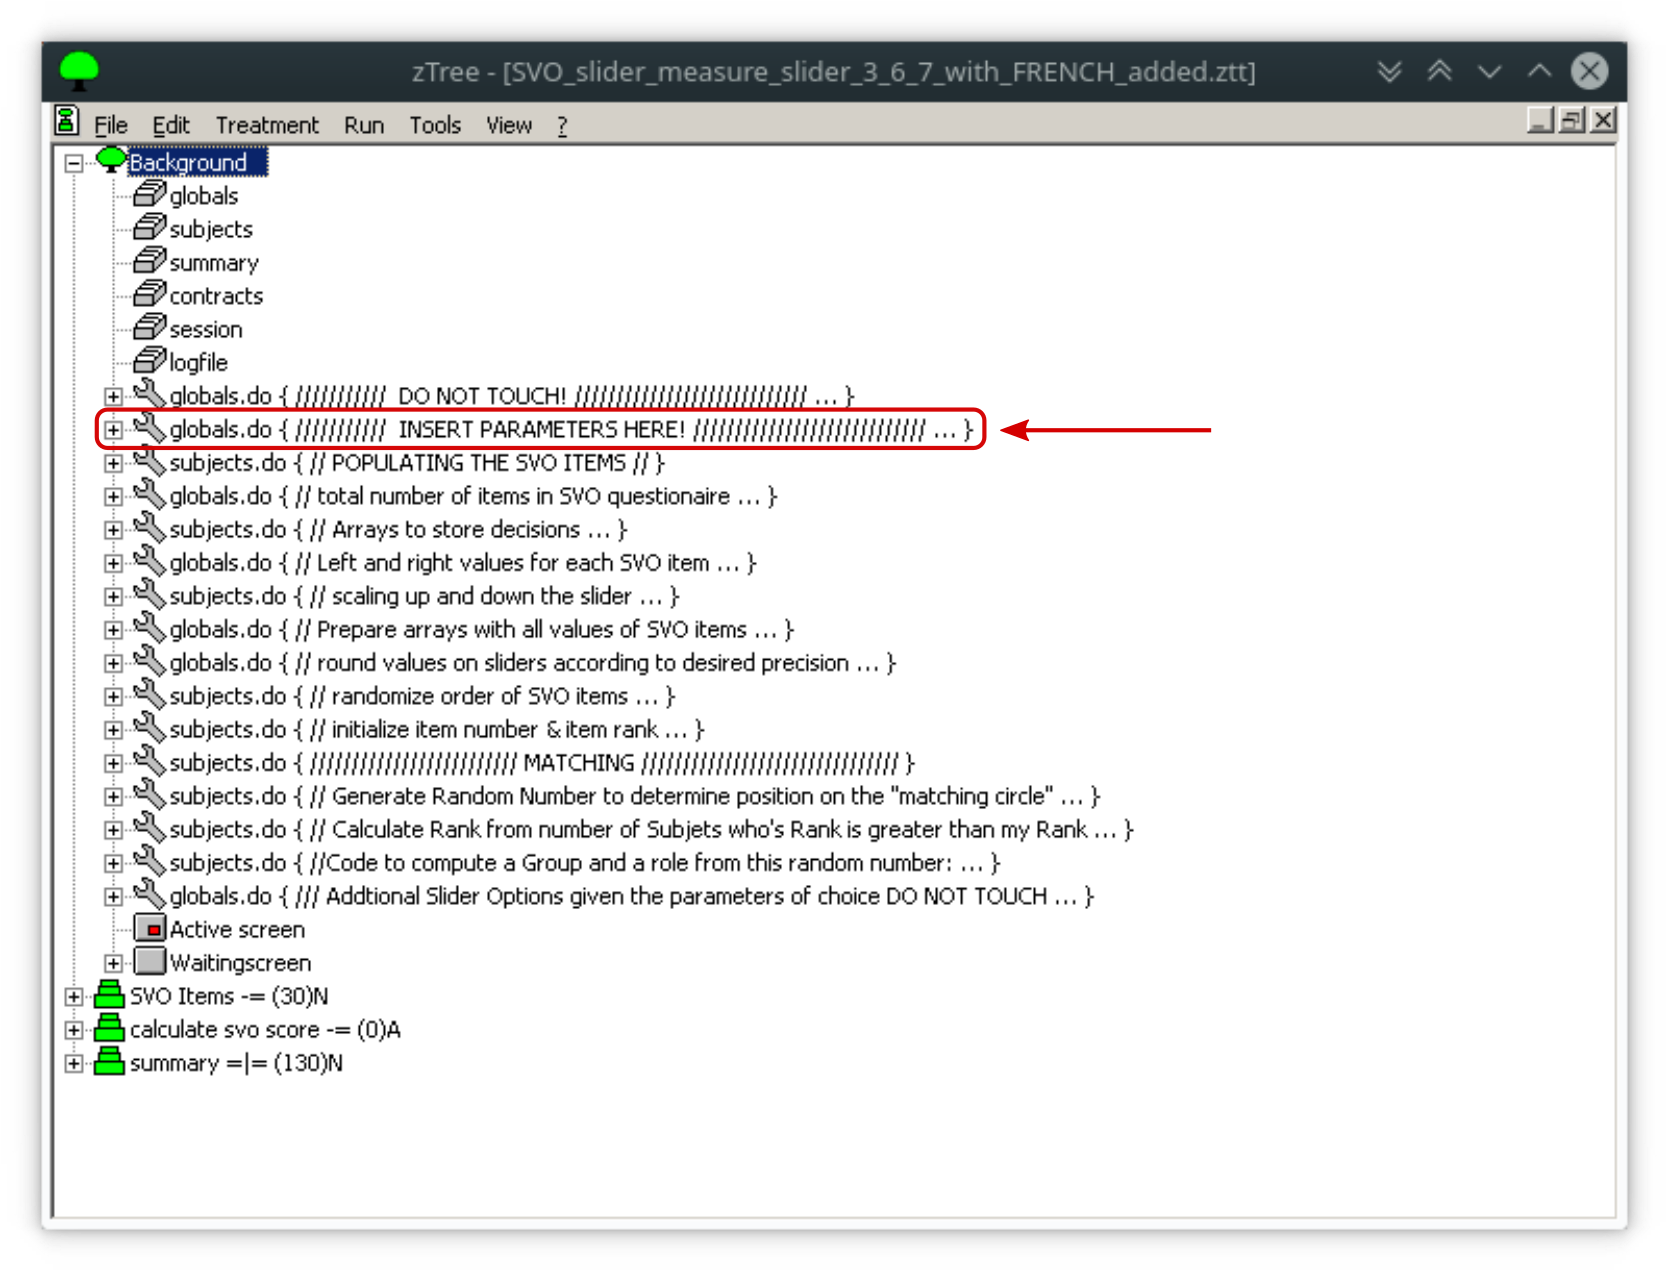 zTree - [SVO_slider_measure_slider_3_6_7_with_FRENCH_added.ztt]
File Edit Treatment Run Tools View ?
Background
globals
subjects
summary
contracts
session
logfile
globals.do { /////////// DO NOT TOUCH! //////////////////////////// ... }
globals.do { /////////// INSERT PARAMETERS HERE! //////////////////////////// ... }
subjects.do { // POPULATING THE SVO ITEMS // }
globals.do { // total number of items in SVO questionaire ... }
subjects.do { // Arrays to store decisions ... }
globals.do { // Left and right values for each SVO item ... }
subjects.do { // scaling up and down the slider ... }
globals.do { // Prepare arrays with all values of SVO items ... }
globals.do { // round values on sliders according to desired precision ... }
subjects.do { // randomize order of SVO items ... }
subjects.do { // initialize item number & item rank ... }
subjects.do { ///////////////////////// MATCHING /////////////////////////////// }
subjects.do { // Generate Random Number to determine position on the "matching circle" ... }
subjects.do { // Calculate Rank from number of Subjets who's Rank is greater than my Rank ... }
subjects.do { //Code to compute a Group and a role from this random number: ... }
globals.do { /// Addtional Slider Options given the parameters of choice DO NOT TOUCH ... }
Active screen
Waitingscreen
SVO Items -= (30)N
calculate svo score -= (0)A
summary =|= (130)N